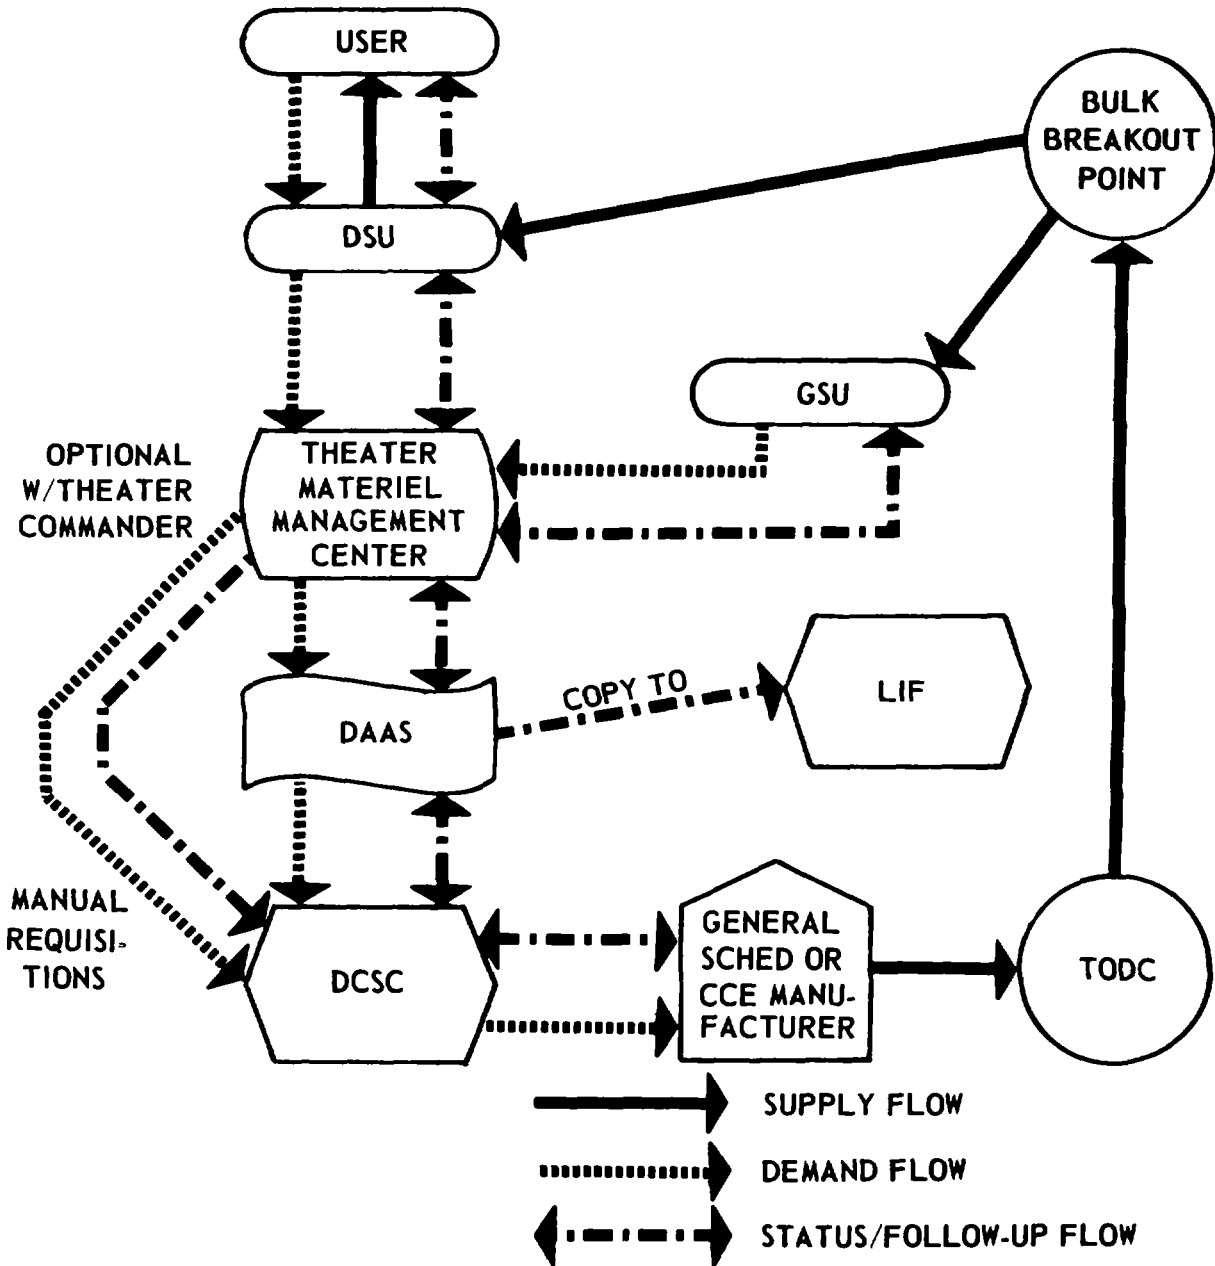 USER
BULK
BREAKOUT
POINT
DSU
GSU
OPTIONAL
W/THEATER
COMMANDER
THEATER
MATERIEL
MANAGEMENT
CENTER
COPY TO
LIF
DAAS
MANUAL
REQUISI-
TIONS
DCSC
GENERAL
SCHED OR
CCE MANU-
FACTURER
TODC
SUPPLY FLOW
DEMAND FLOW
STATUS/FOLLOW-UP FLOW